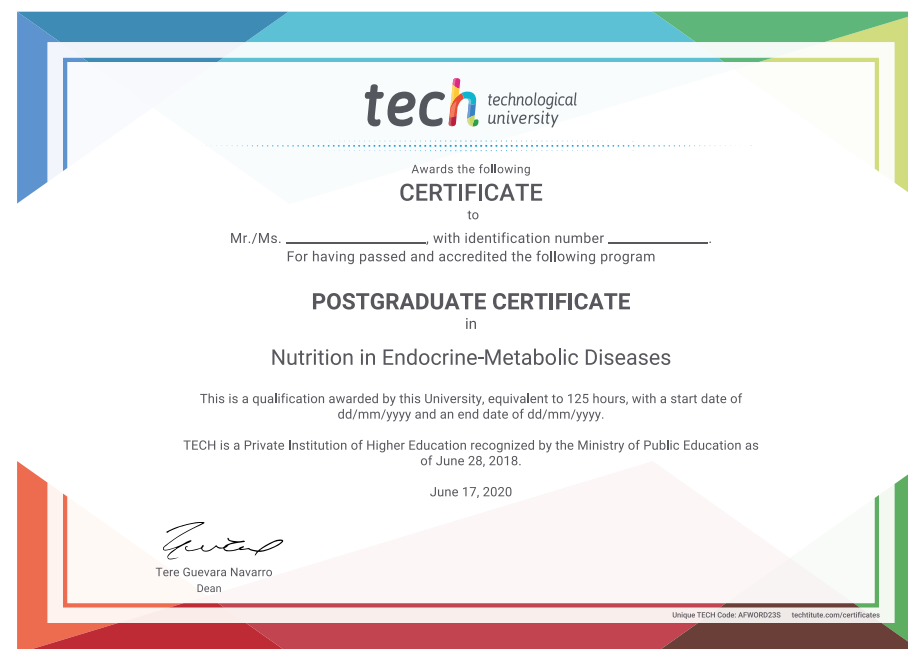 tech technological
university
Awards the following
CERTIFICATE
to
Mr./Ms. ____________________, with identification number ______________.
For having passed and accredited the following program
POSTGRADUATE CERTIFICATE
in
Nutrition in Endocrine-Metabolic Diseases
This is a qualification awarded by this University, equivalent to 125 hours, with a start date of
dd/mm/yyyy and an end date of dd/mm/yyyy.
TECH is a Private Institution of Higher Education recognized by the Ministry of Public Education as
of June 28, 2018.
June 17, 2020
Tere Guevara Navarro
Dean
Unique TECH Code: AFWORD23S techtitute.com/certificates